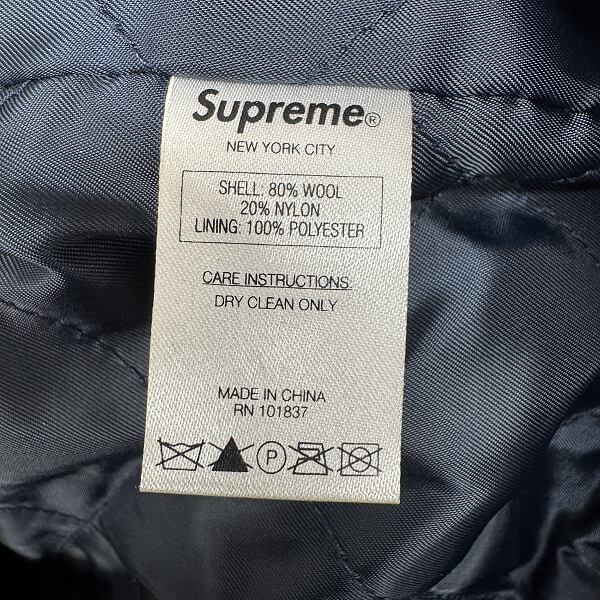 Supreme®
NEW YORK CITY
SHELL: 80% WOOL
20% NYLON
LINING: 100% POLYESTER
CARE INSTRUCTIONS:
DRY CLEAN ONLY
MADE IN CHINA
RN 101837
P